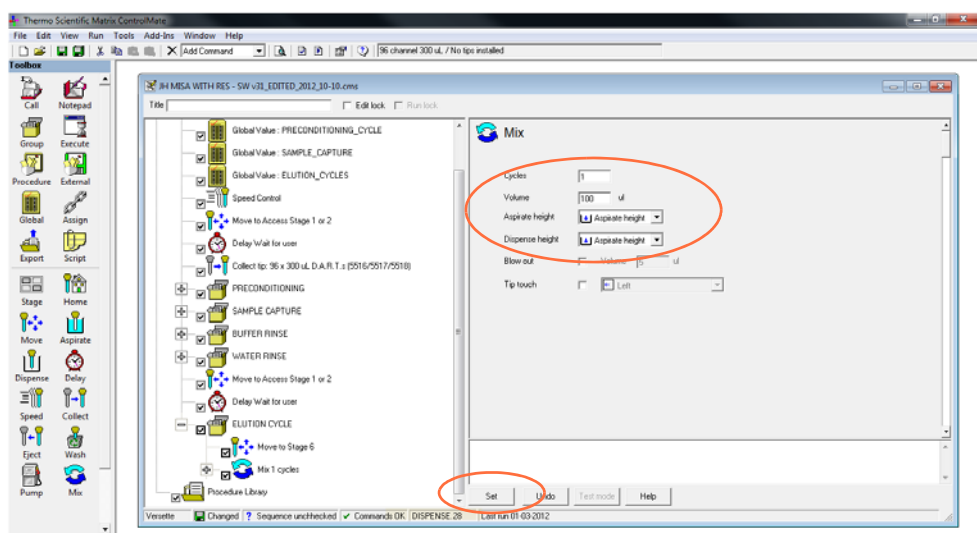 Thermo Scientific Matrix ControlMate
File Edit View Run Tools Add-Ins Window Help
Add Command
96 channel 300 uL / No tips installed
Toolbox
Call Notepad
Group Execute
Procedure External
Global Assign
Export Script
Stage Home
Move Aspirate
Dispense Delay
Speed Collect
Eject Wash
Pump Mix
JH MISA WITH RES - SW v31_EDITED_2012_10-10.cms
Title Edit lock Run lock
Global Value : PRECONDITIONING_CYCLE
Global Value : SAMPLE_CAPTURE
Global Value : ELUTION_CYCLES
Speed Control
Move to Access Stage 1 or 2
Delay Wait for user
Collect tip: 96 x 300 uL D.A.R.T.s (5516/5517/5518)
PRECONDITIONING
SAMPLE CAPTURE
BUFFER RINSE
WATER RINSE
Move to Access Stage 1 or 2
Delay Wait for user
ELUTION CYCLE
Move to Stage 6
Mix 1 cycles
Procedure Library
Mix
Cycles 1
Volume 100 ul
Aspirate height Aspirate height
Dispense height Aspirate height
Blow out Volume 5 ul
Tip touch Left
Set Undo Test mode Help
Versette Changed Sequence unchhecked Commands OK DISPENSE 28 Last run 01-03-2012